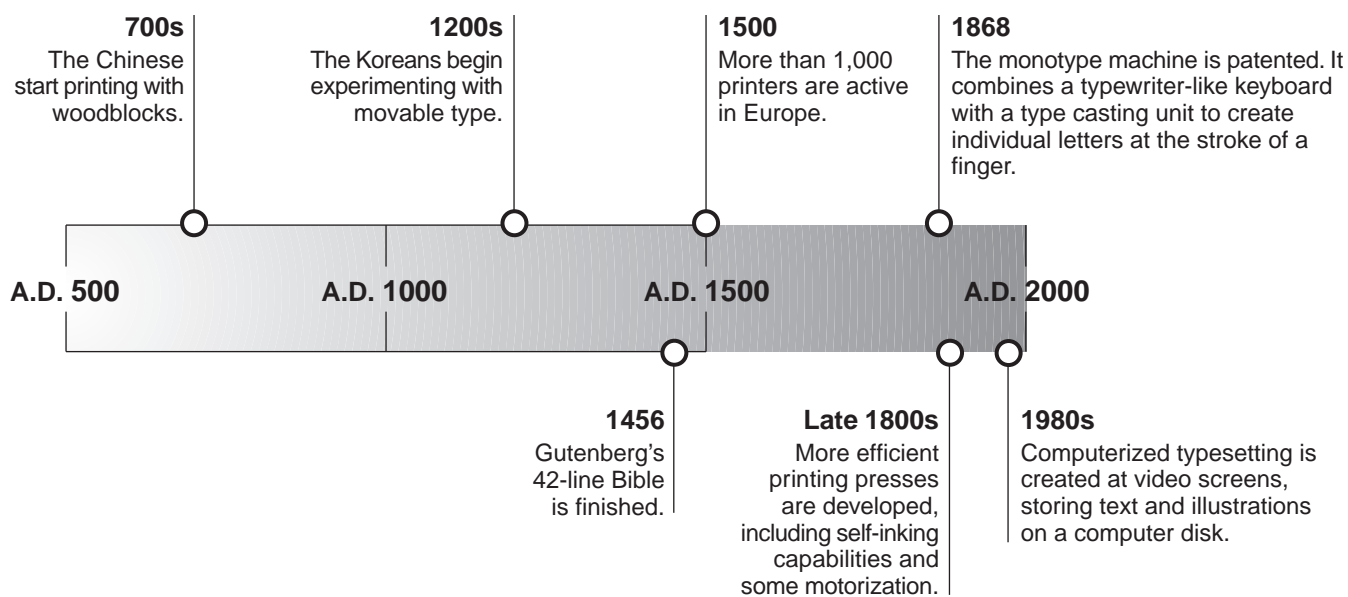 700s
The Chinese
start printing with
woodblocks.
1200s
The Koreans begin
experimenting with
movable type.
1500
More than 1,000
printers are active
in Europe.
1868
The monotype machine is patented. It
combines a typewriter-like keyboard
with a type casting unit to create
individual letters at the stroke of a
finger.
A.D. 500
A.D. 1000
A.D. 1500
A.D. 2000
1456
Gutenberg's
42-line Bible
is finished.
Late 1800s
More efficient
printing presses
are developed,
including self-inking
capabilities and
some motorization.
1980s
Computerized typesetting is
created at video screens,
storing text and illustrations
on a computer disk.